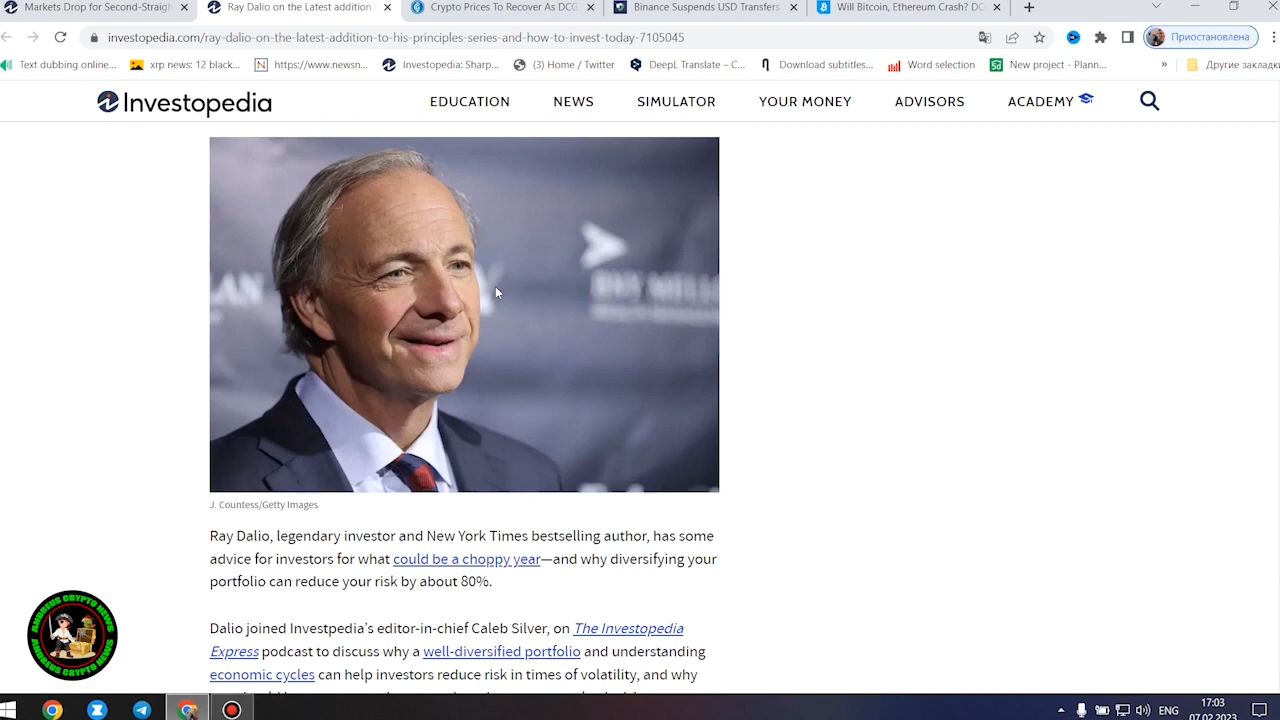 Markets Drop for Second-Straigh
Ray Dalio on the Latest addition
Crypto Prices To Recover As DCG
Binance Suspends USD Transfers
Will Bitcoin, Ethereum Crash? DC
investopedia.com/ray-dalio-on-the-latest-addition-to-his-principles-series-and-how-to-invest-today-7105045
Приостановлена
Text dubbing online...
xrp news: 12 black...
https://www.newsn...
Investopedia: Sharp...
(3) Home / Twitter
DeepL Translate – C...
Download subtitles...
Word selection
New project - Plann...
»
Другие закладки
Investopedia
EDUCATION
NEWS
SIMULATOR
YOUR MONEY
ADVISORS
ACADEMY
J. Countess/Getty Images
Ray Dalio, legendary investor and New York Times bestselling author, has some
advice for investors for what could be a choppy year—and why diversifying your
portfolio can reduce your risk by about 80%.
Dalio joined Investpedia’s editor-in-chief Caleb Silver, on The Investopedia
Express podcast to discuss why a well-diversified portfolio and understanding
economic cycles can help investors reduce risk in times of volatility, and why
ANDREUS CRYPTO NEWS
ANDREUS CRYPTO NEWS
ENG
17:03
07.02.2023